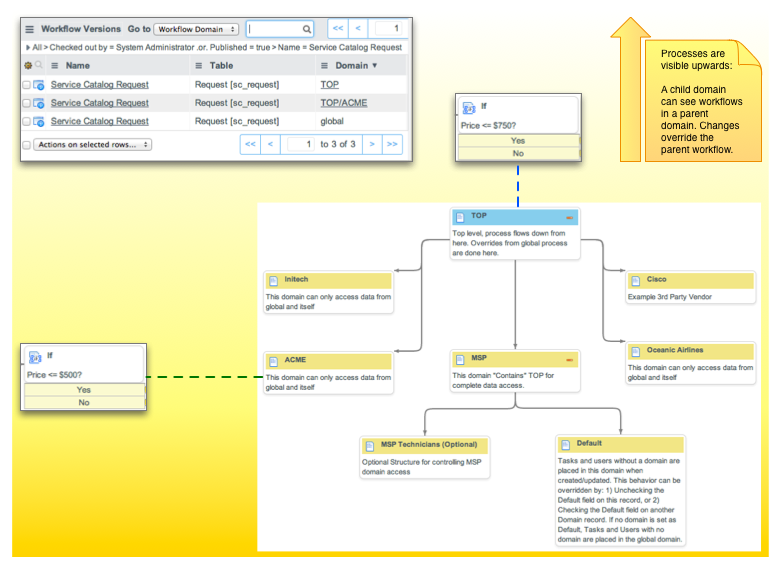 Workflow Versions Go to Workflow Domain
<< < 1
All > Checked out by = System Administrator .or. Published = true > Name = Service Catalog Request
Name Table Domain ▼
Service Catalog Request Request [sc_request] TOP
Service Catalog Request Request [sc_request] TOP/ACME
Service Catalog Request Request [sc_request] global
Actions on selected rows... << < 1 to 3 of 3 > >>
Processes are
visible upwards:
A child domain
can see workflows
in a parent
domain. Changes
override the
parent workflow.
If
Price <= $750?
Yes
No
TOP
Top level, process flows down from
here. Overrides from global process
are done here.
Initech
This domain can only access data from
global and itself
Cisco
Example 3rd Party Vendor
If
Price <= $500?
Yes
No
ACME
This domain can only access data from
global and itself
MSP
This domain "Contains" TOP for
complete data access.
Oceanic Airlines
This domain can only access data from
global and itself
MSP Technicians (Optional)
Optional Structure for controlling MSP
domain access
Default
Tasks and users without a domain are
placed in this domain when
created/updated. This behavior can be
overridden by: 1) Unchecking the
Default field on this record, or 2)
Checking the Default field on another
Domain record. If no domain is set as
Default, Tasks and Users with no
domain are placed in the global domain.